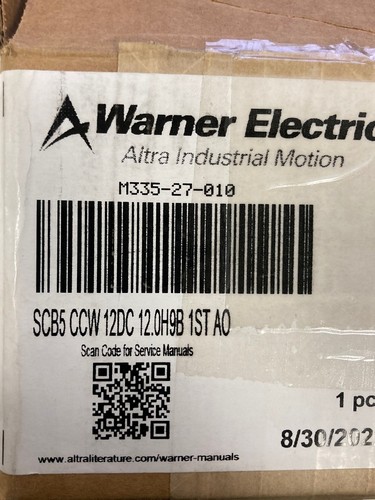 Warner Electric
Altra Industrial Motion
M335-27-010
SCB5 CCW 12DC 12.0H9B 1ST AO
Scan Code for Service Manuals
1 pc
8/30/202
www.altraliterature.com/warner-manuals